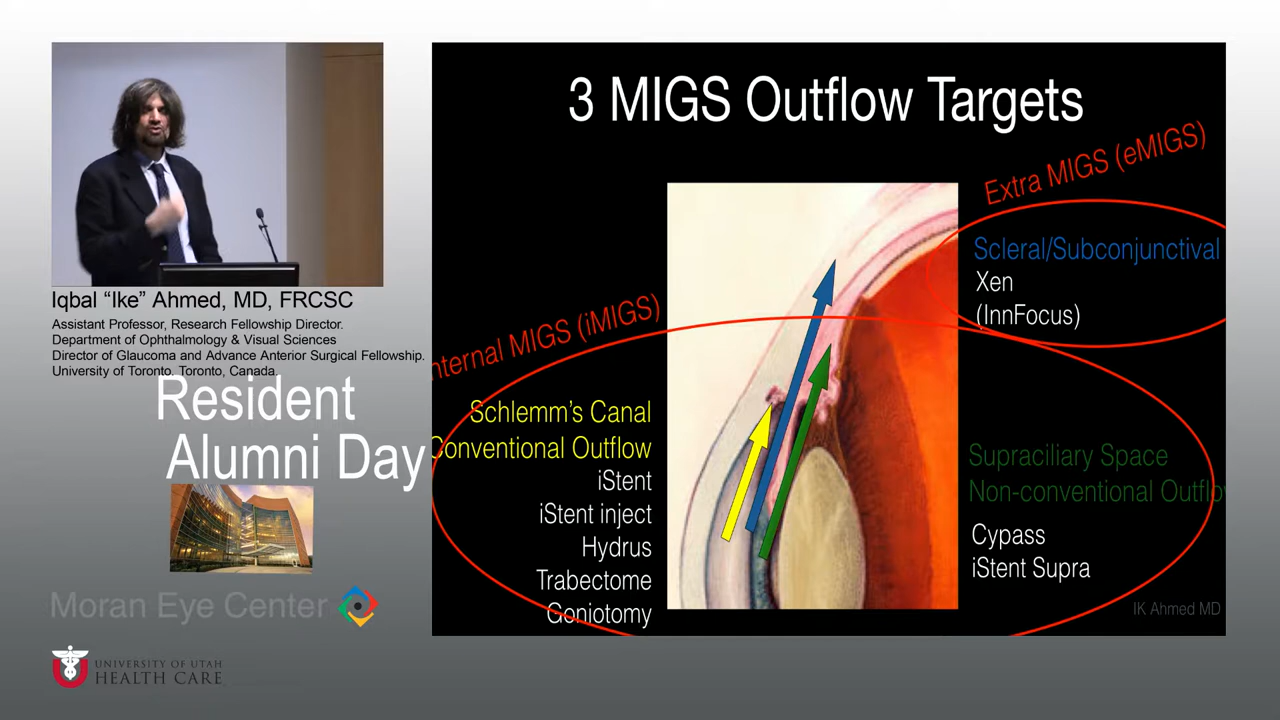 Iqbal “Ike” Ahmed, MD, FRCSC
Assistant Professor, Research Fellowship Director.
Department of Ophthalmology & Visual Sciences
Director of Glaucoma and Advance Anterior Surgical Fellowship.
University of Toronto. Toronto, Canada.
Resident
Alumni Day
Moran Eye Center
UNIVERSITY OF UTAH
HEALTH CARE
3 MIGS Outflow Targets
Extra MIGS (eMIGS)
Scleral/Subconjunctival
Xen
(InnFocus)
nternal MIGS (iMIGS)
Schlemm’s Canal
Conventional Outflow
iStent
iStent inject
Hydrus
Trabectome
Goniotomy
Supraciliary Space
Non-conventional Outflow
Cypass
iStent Supra
IK Ahmed MD